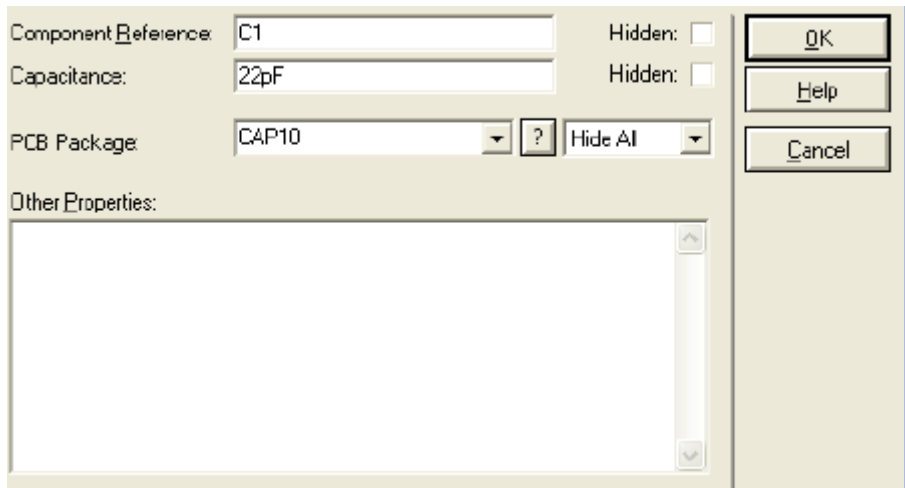 Component Reference: C1 Hidden: OK
Capacitance: 22pF Hidden: Help
PCB Package: CAP10 ? Hide All Cancel
Other Properties: